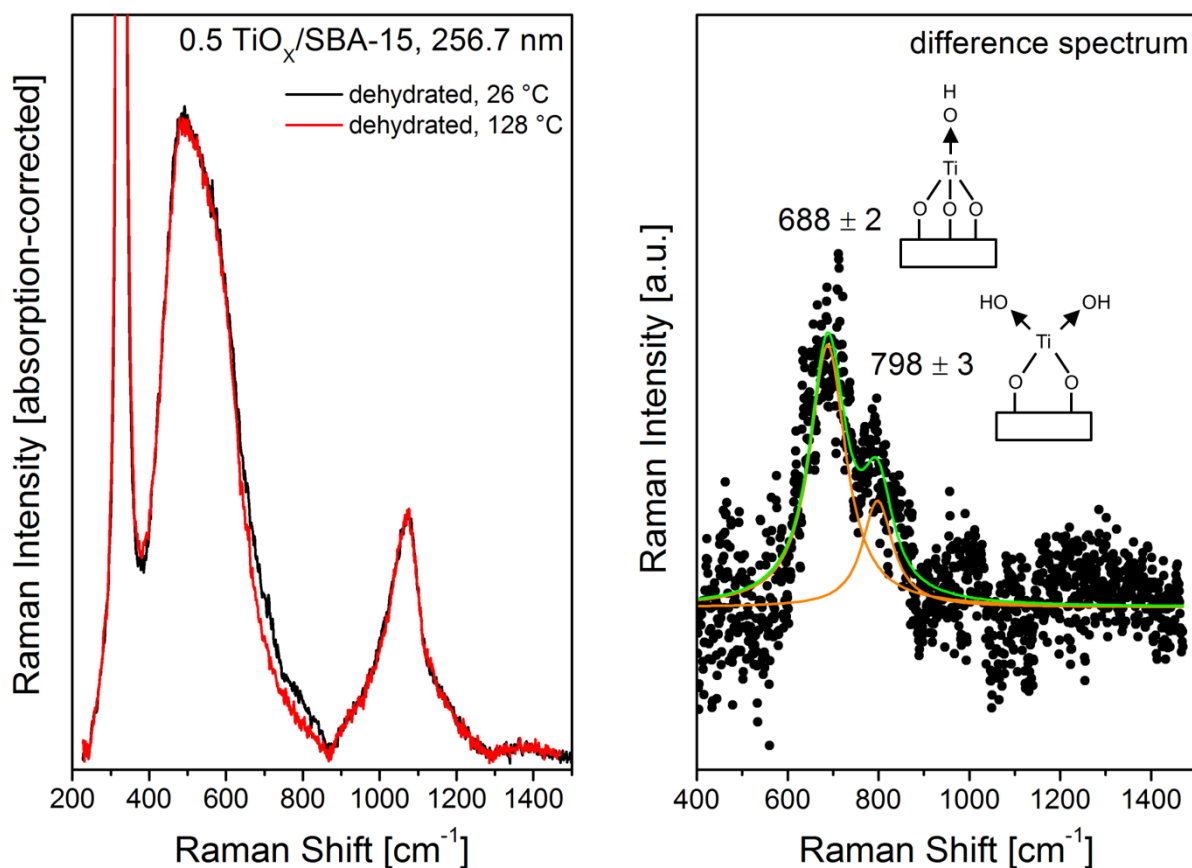 0.5 TiOₓ/SBA-15, 256.7 nm
dehydrated, 26 °C
dehydrated, 128 °C
Raman Intensity [absorption-corrected]
200 400 600 800 1000 1200 1400
Raman Shift [cm⁻¹]
difference spectrum
H
O
Ti
O O O
688 ± 2
HO OH
Ti
O O
798 ± 3
Raman Intensity [a.u.]
400 600 800 1000 1200 1400
Raman Shift [cm⁻¹]